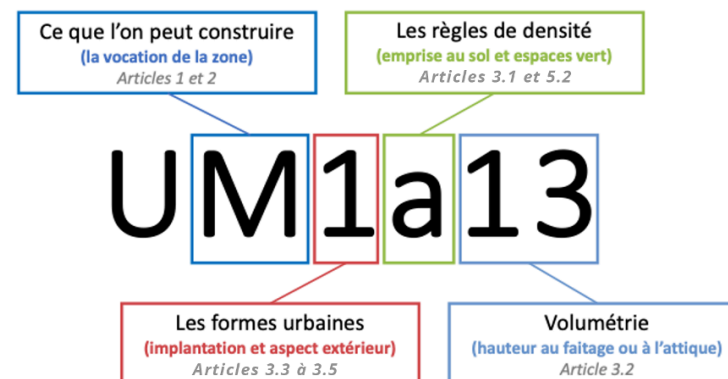 Ce que l’on peut construire
(la vocation de la zone)
Articles 1 et 2
Les règles de densité
(emprise au sol et espaces vert)
Articles 3.1 et 5.2
UM1a13
Les formes urbaines
(implantation et aspect extérieur)
Articles 3.3 à 3.5
Volumétrie
(hauteur au faitage ou à l’attique)
Article 3.2